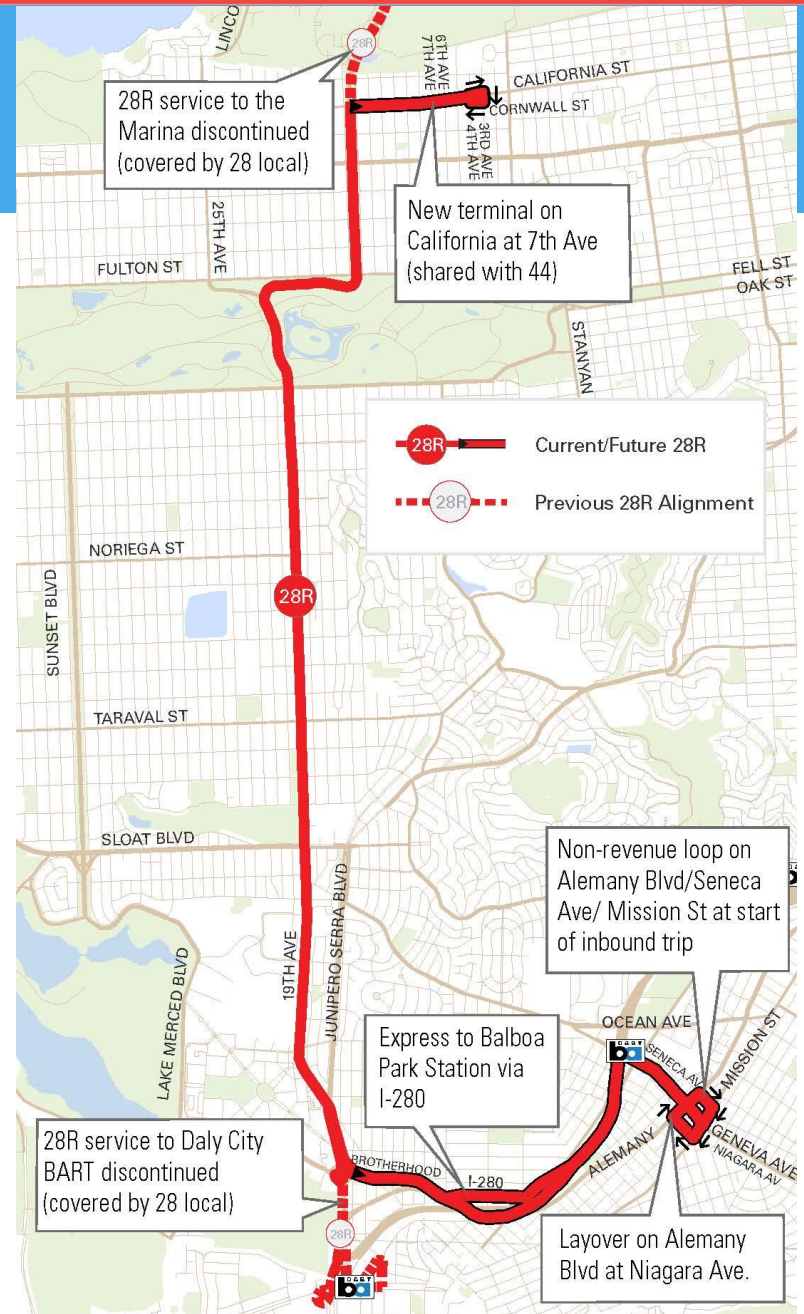 LINCO
28R
6TH AVE
7TH AVE
CALIFORNIA ST
CORNWALL ST
3RD AVE
4TH AVE
28R service to the
Marina discontinued
(covered by 28 local)
New terminal on
California at 7th Ave
(shared with 44)
25TH AVE
FULTON ST
FELL ST
OAK ST
STANYAN
28R
Current/Future 28R
28R
Previous 28R Alignment
NORIEGA ST
SUNSET BLVD
28R
TARAVAL ST
SLOAT BLVD
Non-revenue loop on
Alemany Blvd/Seneca
Ave/ Mission St at start
of inbound trip
19TH AVE
JUNIPERO SERRA BLVD
LAKE MERCED BLVD
Express to Balboa
Park Station via
I-280
OCEAN AVE
BART
ba
SENECA AV
MISSION ST
GENEVA AVE
NIAGARA AV
ALEMANY
28R service to Daly City
BART discontinued
(covered by 28 local)
BROTHERHOOD
I-280
28R
Layover on Alemany
Blvd at Niagara Ave.
BART
ba